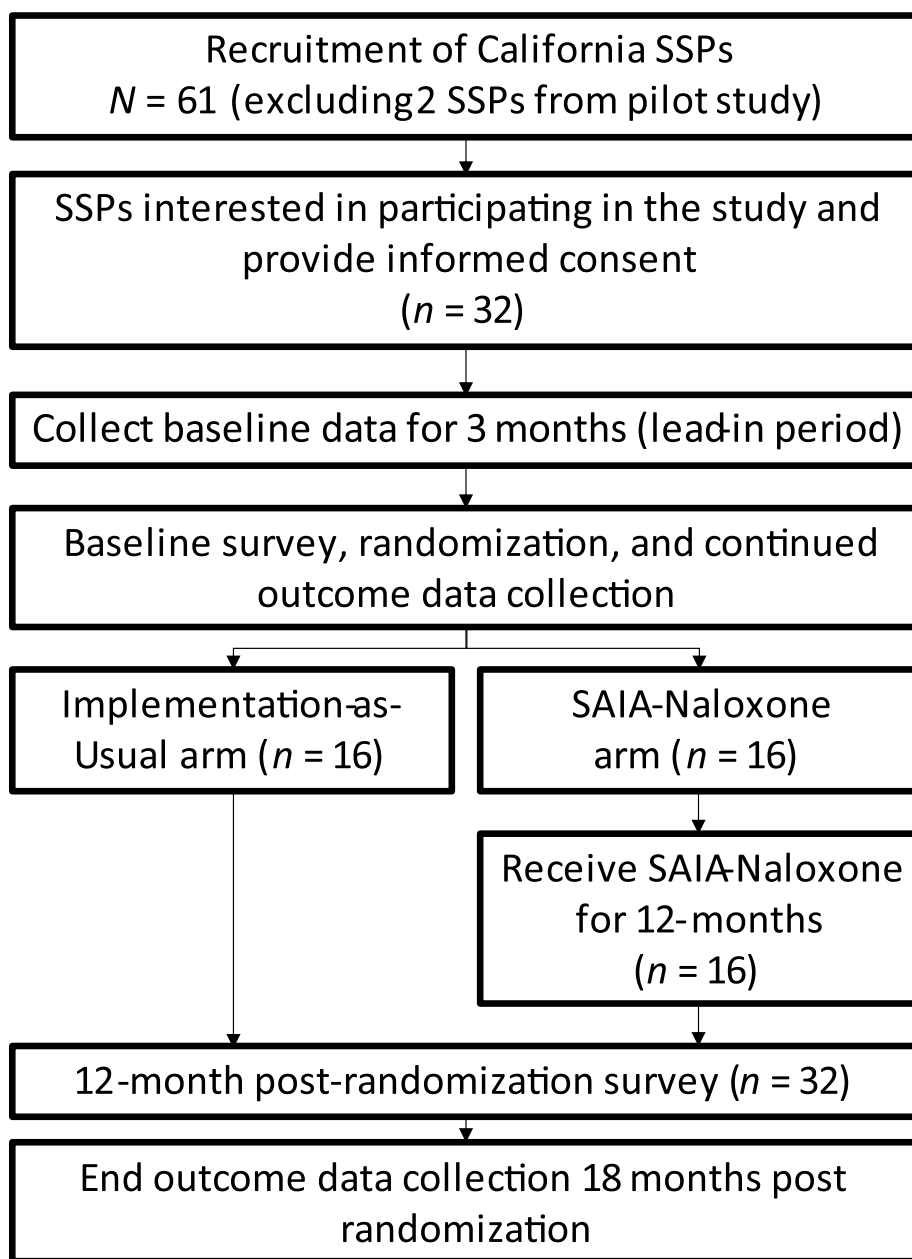 Recruitment of California SSPs
N = 61 (excluding 2 SSPs from pilot study)
SSPs interested in participating in the study and
provide informed consent
(n = 32)
Collect baseline data for 3 months (lead-in period)
Baseline survey, randomization, and continued
outcome data collection
Implementation-as-
Usual arm (n = 16)
SAIA-Naloxone
arm (n = 16)
Receive SAIA-Naloxone
for 12-months
(n = 16)
12-month post-randomization survey (n = 32)
End outcome data collection 18 months post
randomization